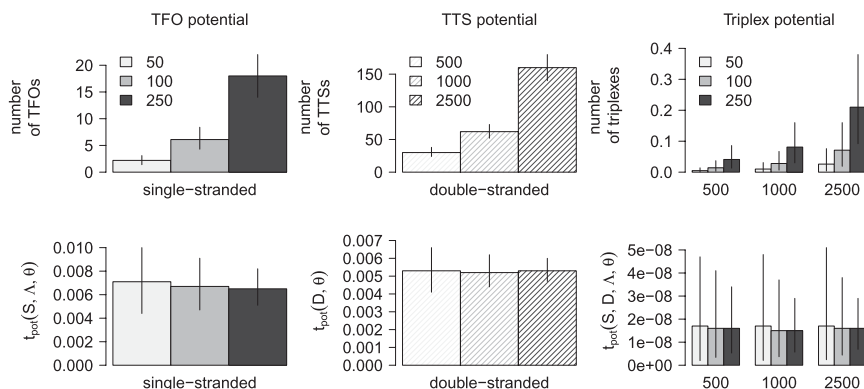 TFO potential
TTS potential
Triplex potential
number
of TFOs
20
15
10
5
0
50
100
250
single−stranded
number
of TTSs
150
100
50
0
500
1000
2500
double−stranded
number
of triplexes
0.4
0.3
0.2
0.1
0.0
50
100
250
500
1000
2500
tpot(S, Λ, θ)
0.010
0.008
0.006
0.004
0.002
0.000
single−stranded
tpot(D, θ)
0.007
0.006
0.005
0.004
0.003
0.002
0.001
0.000
double−stranded
tpot(S, D, Λ, θ)
5e−08
4e−08
3e−08
2e−08
1e−08
0e+00
500
1000
2500